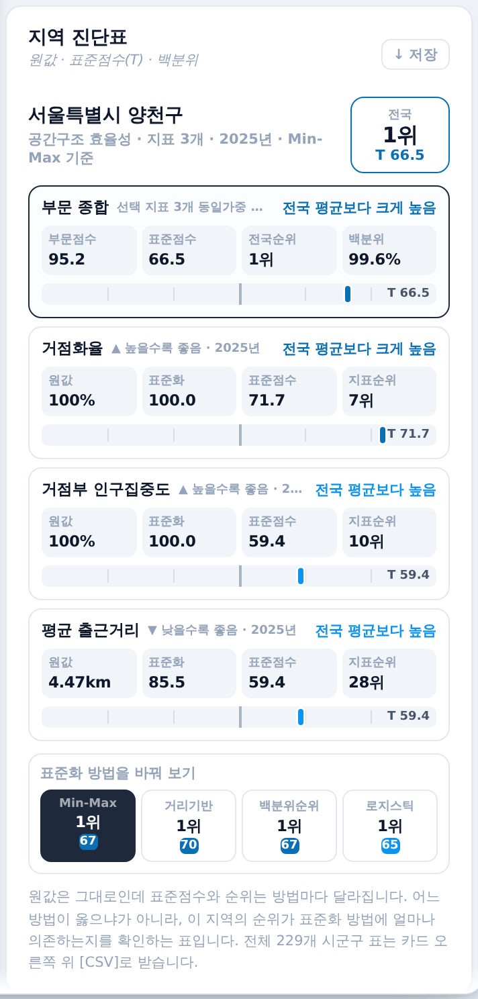 지역 진단표
원값 · 표준점수(T) · 백분위
↓ 저장
서울특별시 양천구
공간구조 효율성 · 지표 3개 · 2025년 · Min-
Max 기준
전국
1위
T 66.5
부문 종합 선택 지표 3개 동일가중 ... 전국 평균보다 크게 높음
부문점수 표준점수 전국순위 백분위
95.2 66.5 1위 99.6%
T 66.5
거점화율 ▲ 높을수록 좋음 · 2025년 전국 평균보다 크게 높음
원값 표준화 표준점수 지표순위
100% 100.0 71.7 7위
T 71.7
거점부 인구집중도 ▲ 높을수록 좋음 · 2... 전국 평균보다 높음
원값 표준화 표준점수 지표순위
100% 100.0 59.4 10위
T 59.4
평균 출근거리 ▼ 낮을수록 좋음 · 2025년 전국 평균보다 높음
원값 표준화 표준점수 지표순위
4.47km 85.5 59.4 28위
T 59.4
표준화 방법을 바꿔 보기
Min-Max 거리기반 백분위순위 로지스틱
1위 1위 1위 1위
67 70 67 65
원값은 그대로인데 표준점수와 순위는 방법마다 달라집니다. 어느
방법이 옳으냐가 아니라, 이 지역의 순위가 표준화 방법에 얼마나
의존하는지를 확인하는 표입니다. 전체 229개 시군구 표는 카드 오
른쪽 위 [CSV]로 받습니다.